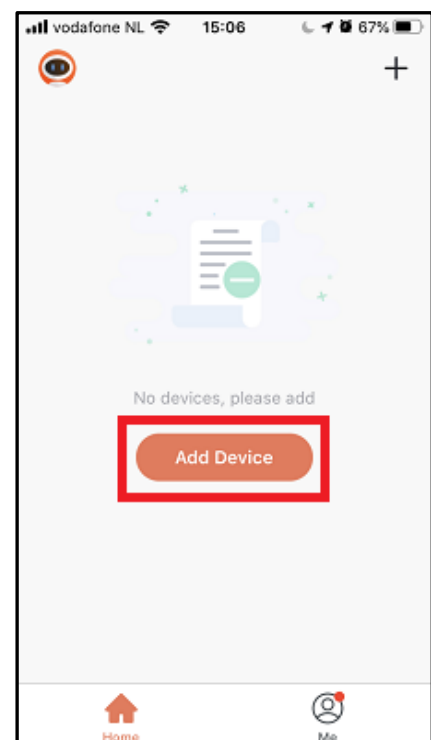 vodafone NL 15:06 67%
No devices, please add
Add Device
Home
Me